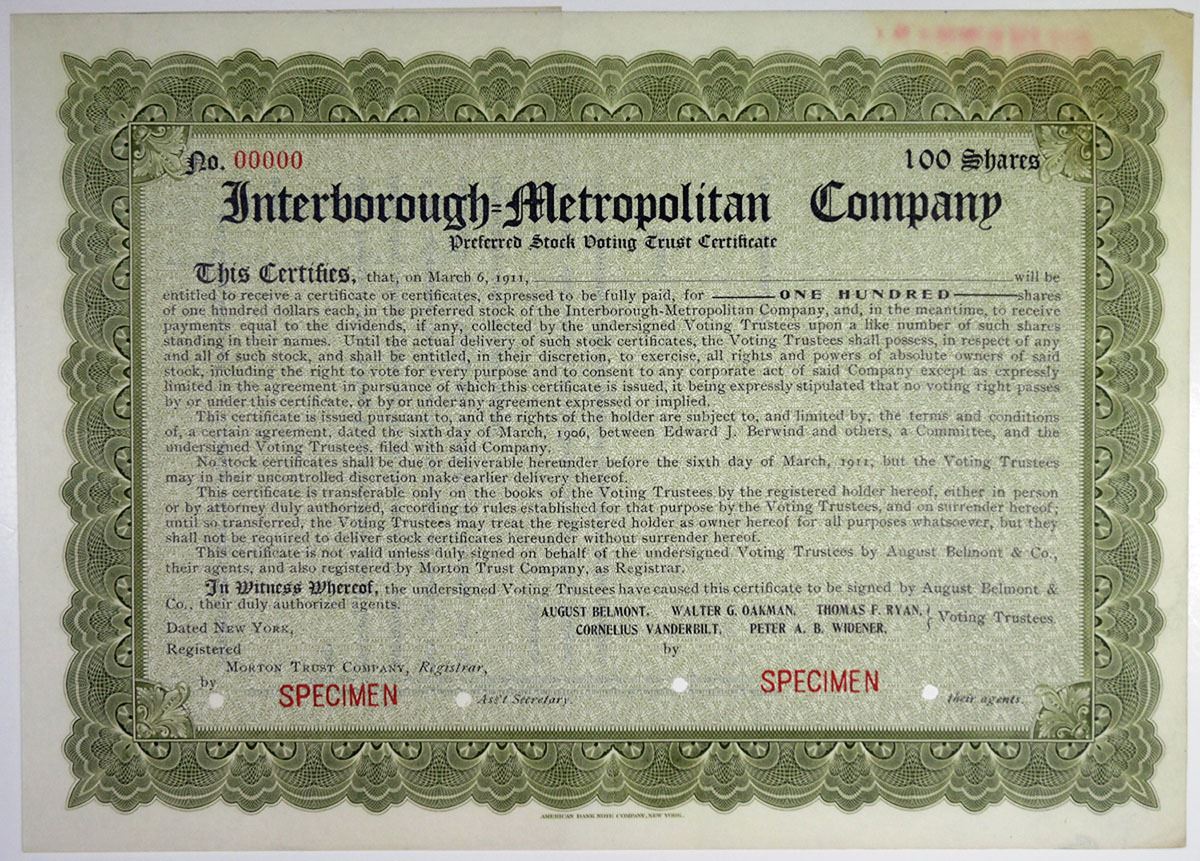 No. 00000 100 Shares
Interborough-Metropolitan Company
Preferred Stock Voting Trust Certificate
This Certifies, that, on March 6, 1911, will be
entitled to receive a certificate or certificates, expressed to be fully paid, for ONE HUNDRED shares
of one hundred dollars each, in the preferred stock of the Interborough-Metropolitan Company, and, in the meantime, to receive
payments equal to the dividends, if any, collected by the undersigned Voting Trustees upon a like number of such shares
standing in their names. Until the actual delivery of such stock certificates, the Voting Trustees shall possess, in respect of any
and all of such stock, and shall be entitled, in their discretion, to exercise, all rights and powers of absolute owners of said
stock, including the right to vote for every purpose and to consent to any corporate act of said Company except as expressly
limited in the agreement in pursuance of which this certificate is issued, it being expressly stipulated that no voting right passes
by or under this certificate, or by or under any agreement expressed or implied.
This certificate is issued pursuant to, and the rights of the holder are subject to, and limited by, the terms and conditions
of, a certain agreement, dated the sixth day of March, 1906, between Edward J. Berwind and others, a Committee, and the
undersigned Voting Trustees, filed with said Company.
No stock certificates shall be due or deliverable hereunder before the sixth day of March, 1911, but the Voting Trustees
may in their uncontrolled discretion make earlier delivery thereof.
This certificate is transferable only on the books of the Voting Trustees by the registered holder hereof, either in person
or by attorney duly authorized, according to rules established for that purpose by the Voting Trustees, and on surrender hereof;
until so transferred, the Voting Trustees may treat the registered holder as owner hereof for all purposes whatsoever, but they
shall not be required to deliver stock certificates hereunder without surrender hereof.
This certificate is not valid unless duly signed on behalf of the undersigned Voting Trustees by August Belmont & Co.,
their agents, and also registered by Morton Trust Company, as Registrar.
In Witness Whereof, the undersigned Voting Trustees have caused this certificate to be signed by August Belmont &
Co., their duly authorized agents.
AUGUST BELMONT, WALTER G. OAKMAN, THOMAS F. RYAN,
CORNELIUS VANDERBILT, PETER A. B. WIDENER,
Voting Trustees.
Dated NEW YORK,
Registered by
MORTON TRUST COMPANY, Registrar,
by SPECIMEN Ass't Secretary. SPECIMEN their agents.
AMERICAN BANK NOTE COMPANY, NEW YORK.